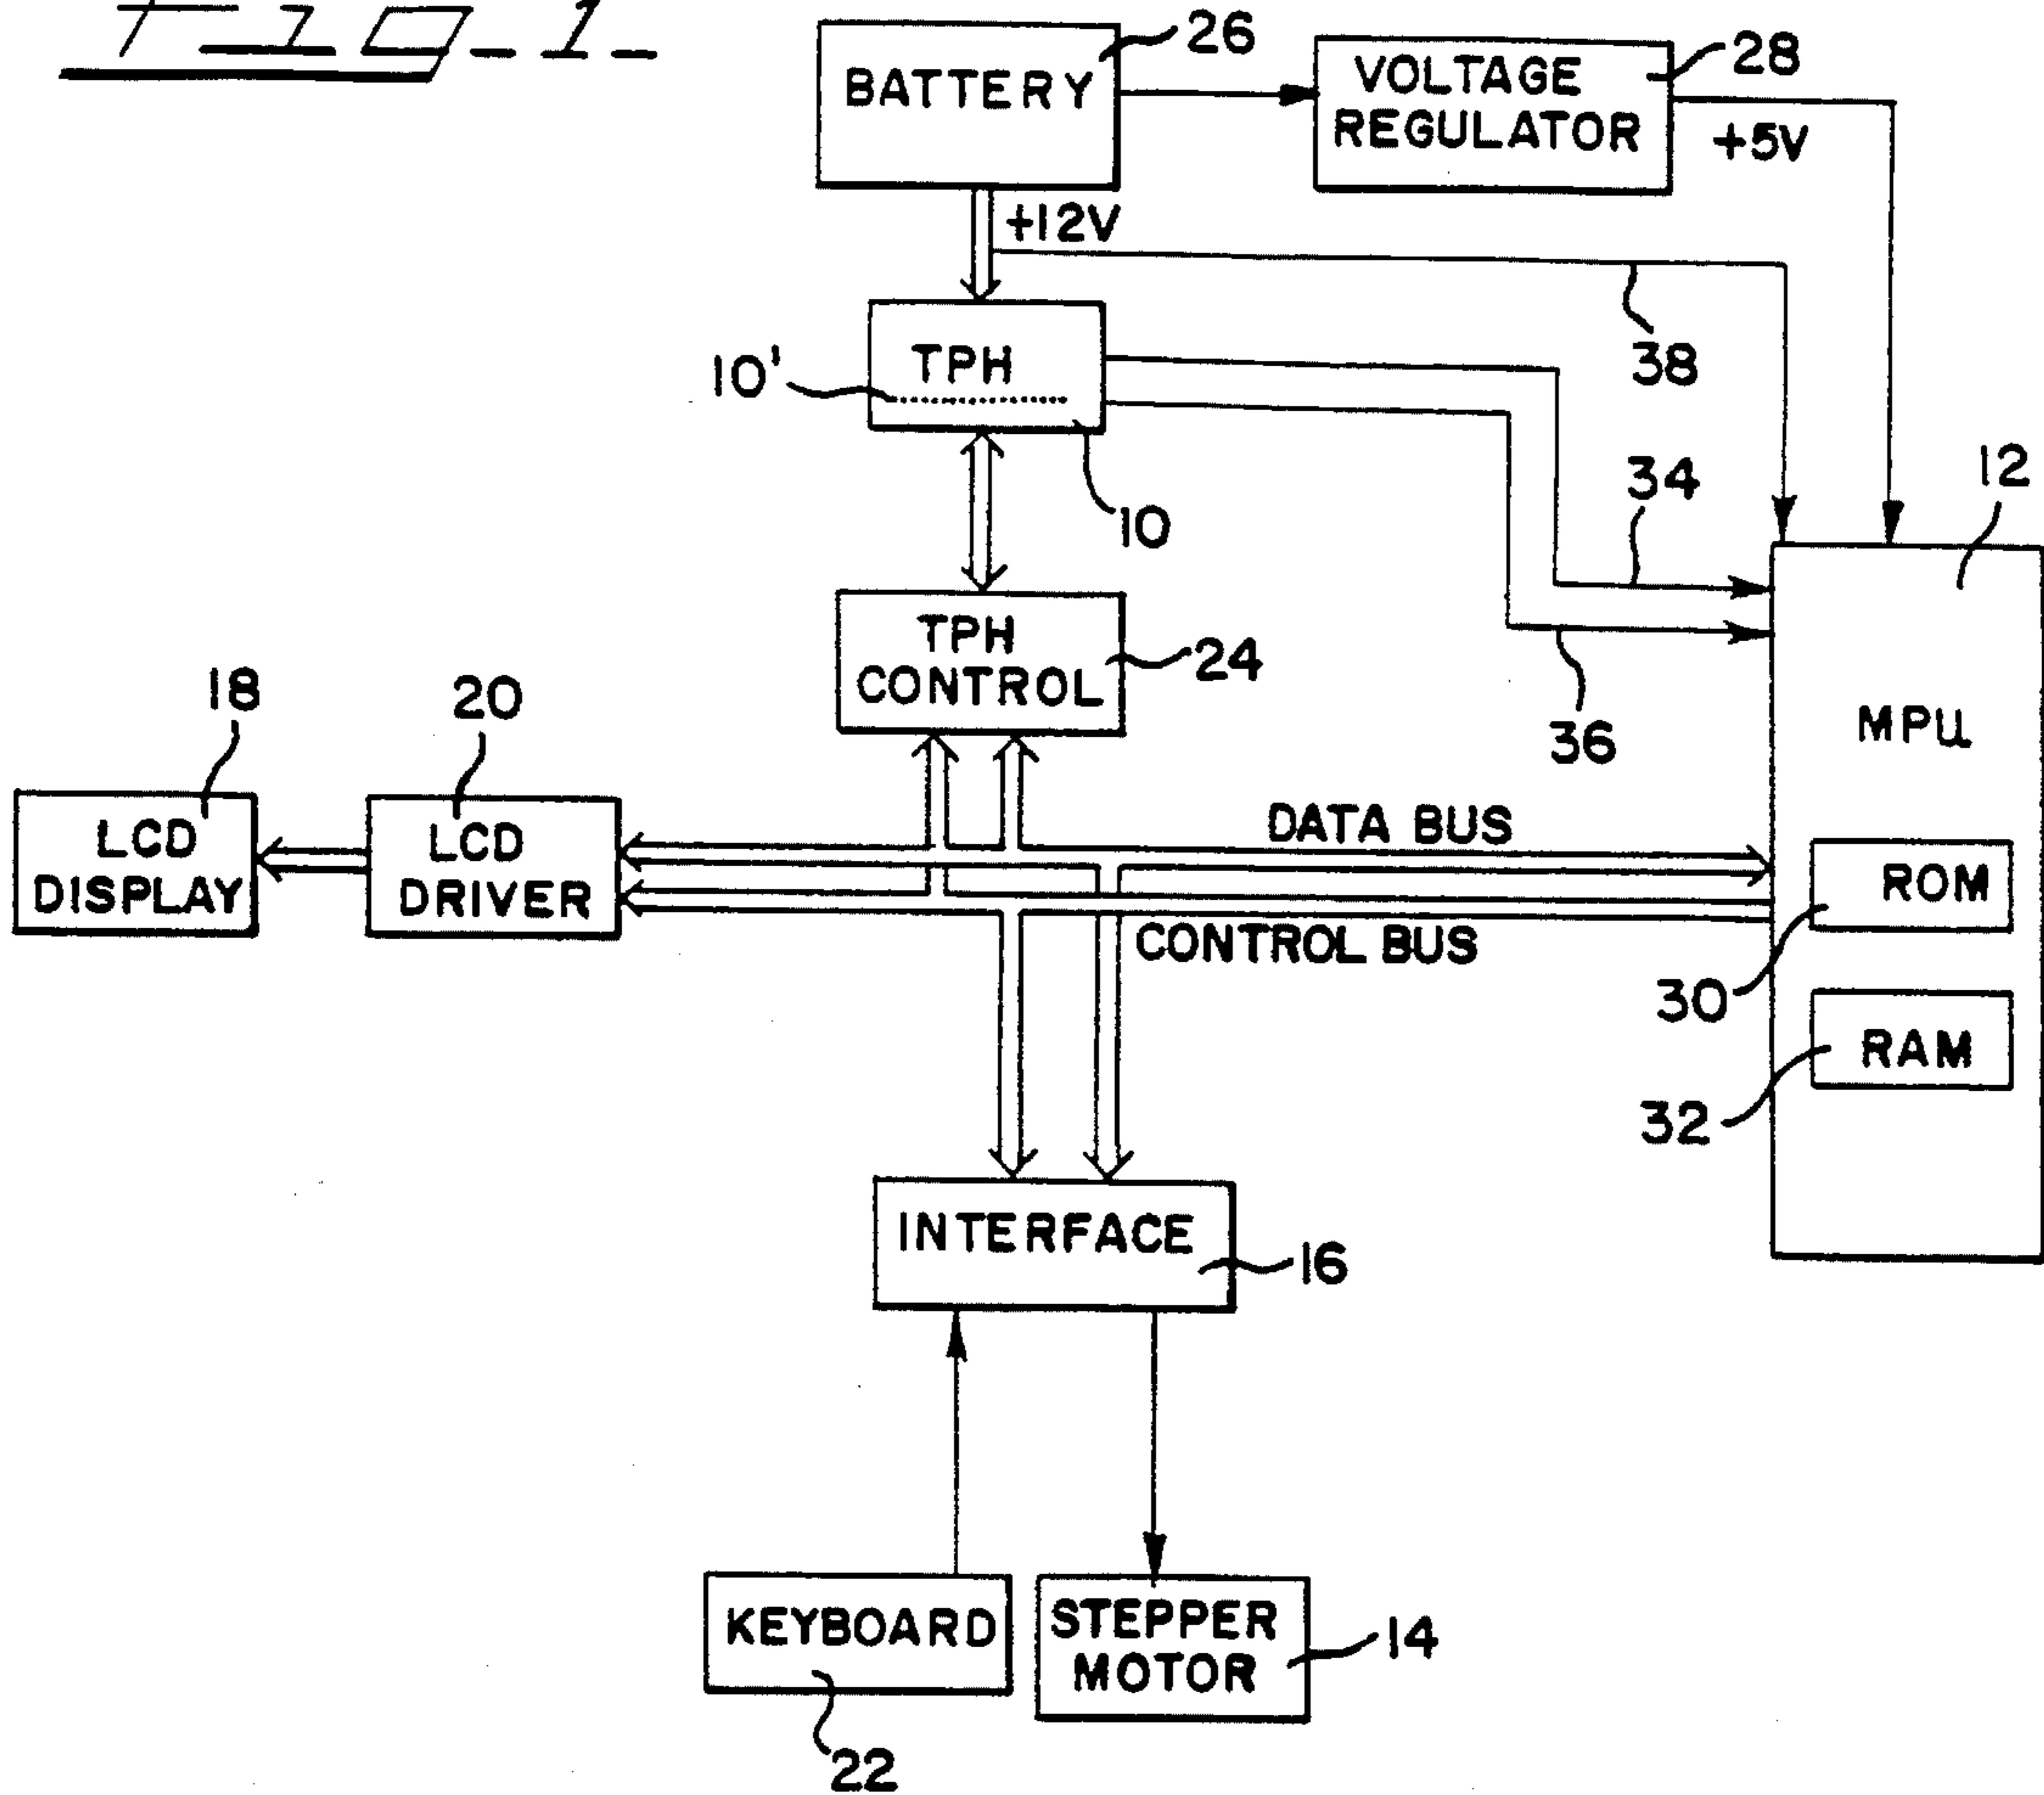 FIG_1_
BATTERY
26
VOLTAGE
REGULATOR
28
+5V
+12V
38
TPH
10'
10
34
12
TPH
CONTROL
24
36
MPU
18
20
LCD
DISPLAY
LCD
DRIVER
DATA BUS
CONTROL BUS
ROM
30
RAM
32
INTERFACE
16
KEYBOARD
22
STEPPER
MOTOR
14